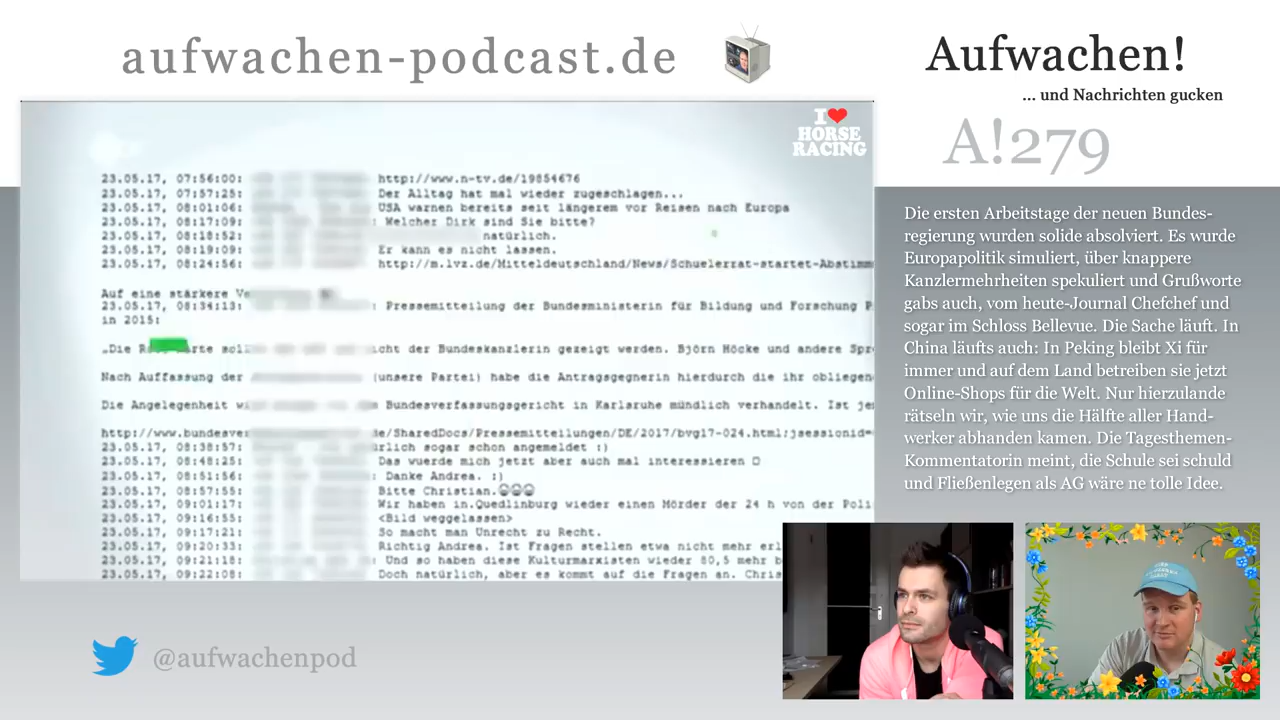 aufwachen-podcast.de
Aufwachen!
... und Nachrichten gucken
A!279
I
HORSE
RACING
23.05.17, 07:56:00: http://www.n-tv.de/19854676
23.05.17, 07:57:25: Der Alltag hat mal wieder zugeschlagen...
23.05.17, 08:01:06: USA warnen bereits seit längerem vor Reisen nach Europa
23.05.17, 08:17:09: : Welcher Dirk sind Sie bitte?
23.05.17, 08:18:52: natürlich.
23.05.17, 08:19:09: Er kann es nicht lassen.
23.05.17, 08:24:56: http://m.lvz.de/Mitteldeutschland/News/Schuelerrat-startet-Abstimm
Auf eine stärkere
23.05.17, 08:34:13: : Pressemitteilung der Bundesministerin für Bildung und Forschung
in 2015:
„Die der Bundeskanzlerin gezeigt werden. Björn Höcke und andere Spr
Nach Auffassung der (unsere Partei) habe die Antragsgegnerin hierdurch die ihr obliegen
Die Angelegenheit Bundesverfassungsgericht in Karlsruhe mündlich verhandelt. Ist je
http://www.bundesver de/SharedDocs/Pressemitteilungen/DE/2017/bvg17-024.html;jsessionid=
23.05.17, 08:38:57: ürlich sogar schon angemeldet :)
23.05.17, 08:48:25: Das wuerde mich jetzt aber auch mal interessieren
23.05.17, 08:51:56: : Danke Andrea. :)
23.05.17, 08:57:55: Bitte Christian.
23.05.17, 09:01:17: Wir haben in.Quedlinburg wieder einen Mörder der 24 h von der Poli
23.05.17, 09:16:55: <Bild weggelassen>
23.05.17, 09:17:21: So macht man Unrecht zu Recht.
23.05.17, 09:20:33: Richtig Andrea. Ist Fragen stellen etwa nicht mehr erl
23.05.17, 09:21:18: : Und so haben diese Kulturmarxisten wieder 80,5 mehr b
23.05.17, 09:22:08: Doch natürlich, aber es kommt auf die Fragen an. Chris
Die ersten Arbeitstage der neuen Bundes-
regierung wurden solide absolviert. Es wurde
Europapolitik simuliert, über knappere
Kanzlermehrheiten spekuliert und Grußworte
gabs auch, vom heute-Journal Chefchef und
sogar im Schloss Bellevue. Die Sache läuft. In
China läufts auch: In Peking bleibt Xi für
immer und auf dem Land betreiben sie jetzt
Online-Shops für die Welt. Nur hierzulande
rätseln wir, wie uns die Hälfte aller Hand-
werker abhanden kamen. Die Tagesthemen-
Kommentatorin meint, die Schule sei schuld
und Fließenlegen als AG wäre ne tolle Idee.
@aufwachenpod